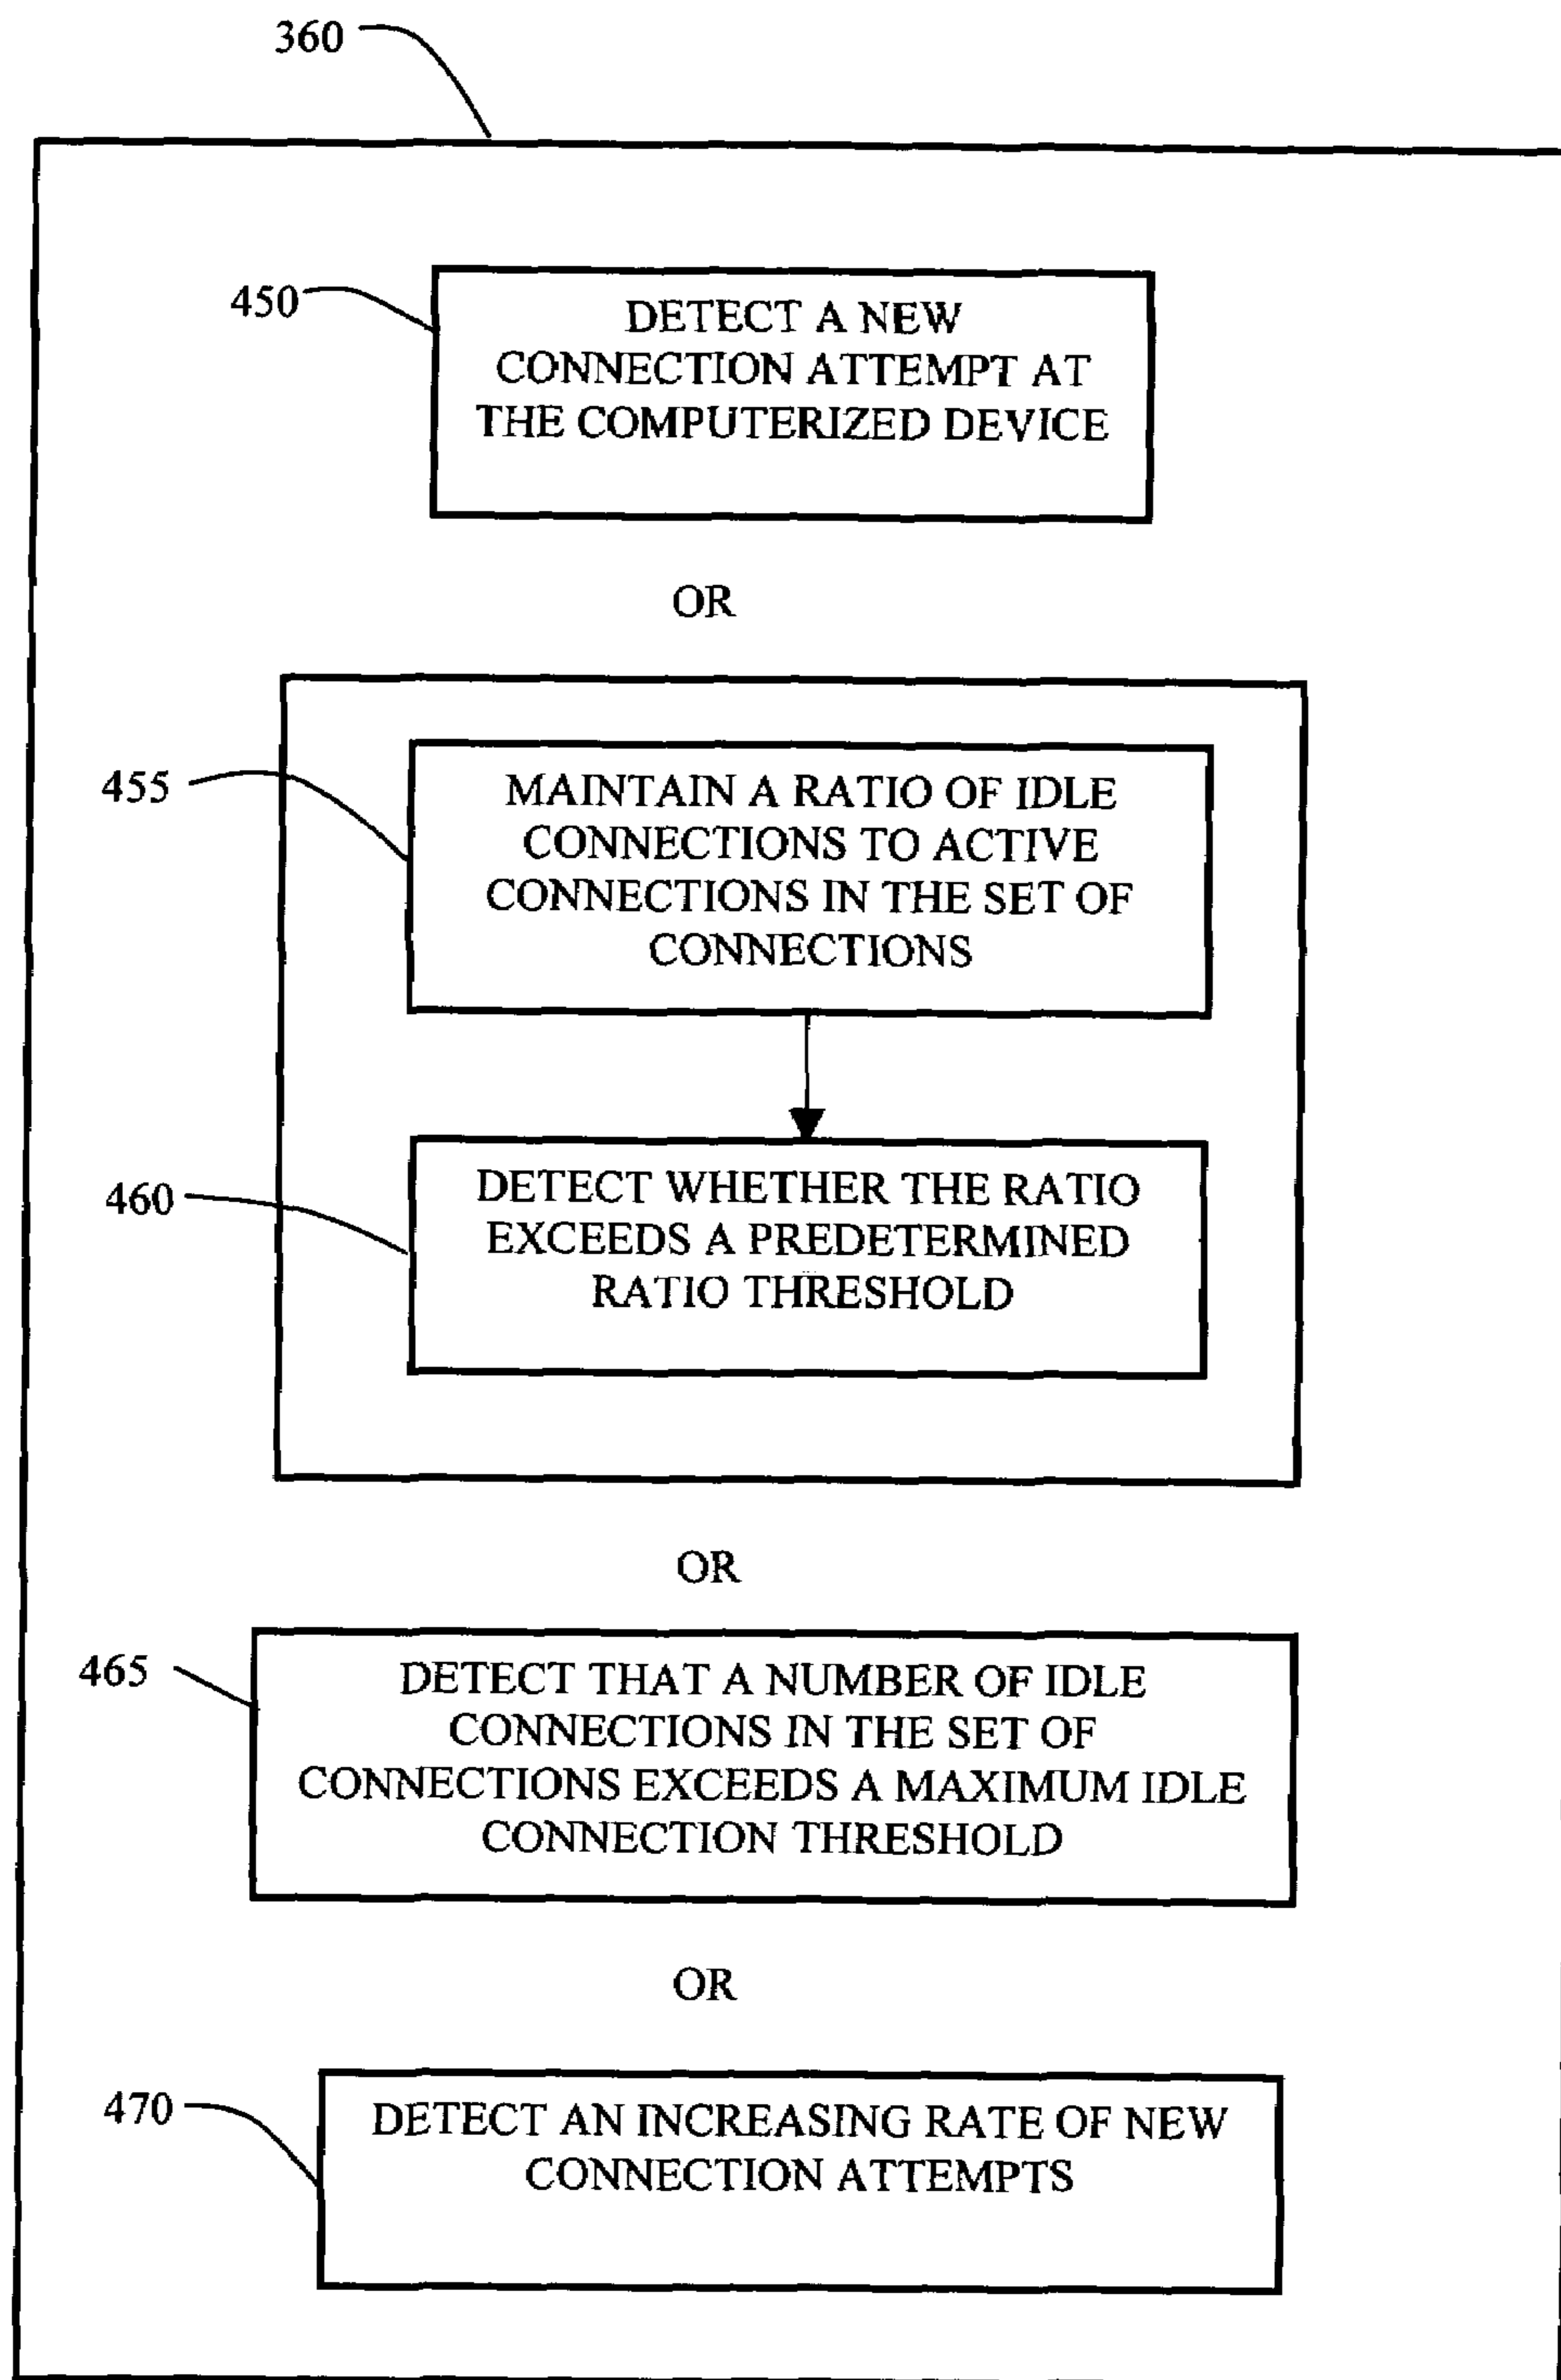 360
450
DETECT A NEW
CONNECTION ATTEMPT AT
THE COMPUTERIZED DEVICE
OR
455
MAINTAIN A RATIO OF IDLE
CONNECTIONS TO ACTIVE
CONNECTIONS IN THE SET OF
CONNECTIONS
460
DETECT WHETHER THE RATIO
EXCEEDS A PREDETERMINED
RATIO THRESHOLD
OR
465
DETECT THAT A NUMBER OF IDLE
CONNECTIONS IN THE SET OF
CONNECTIONS EXCEEDS A MAXIMUM IDLE
CONNECTION THRESHOLD
OR
470
DETECT AN INCREASING RATE OF NEW
CONNECTION ATTEMPTS